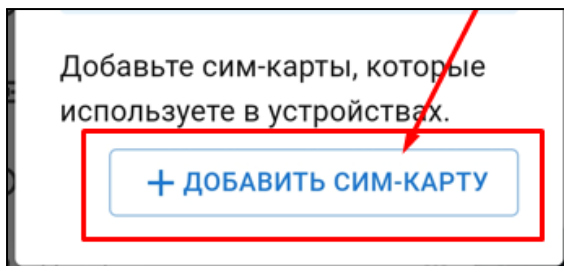 Добавьте сим-карты, которые
используете в устройствах.
+ ДОБАВИТЬ СИМ-КАРТУ